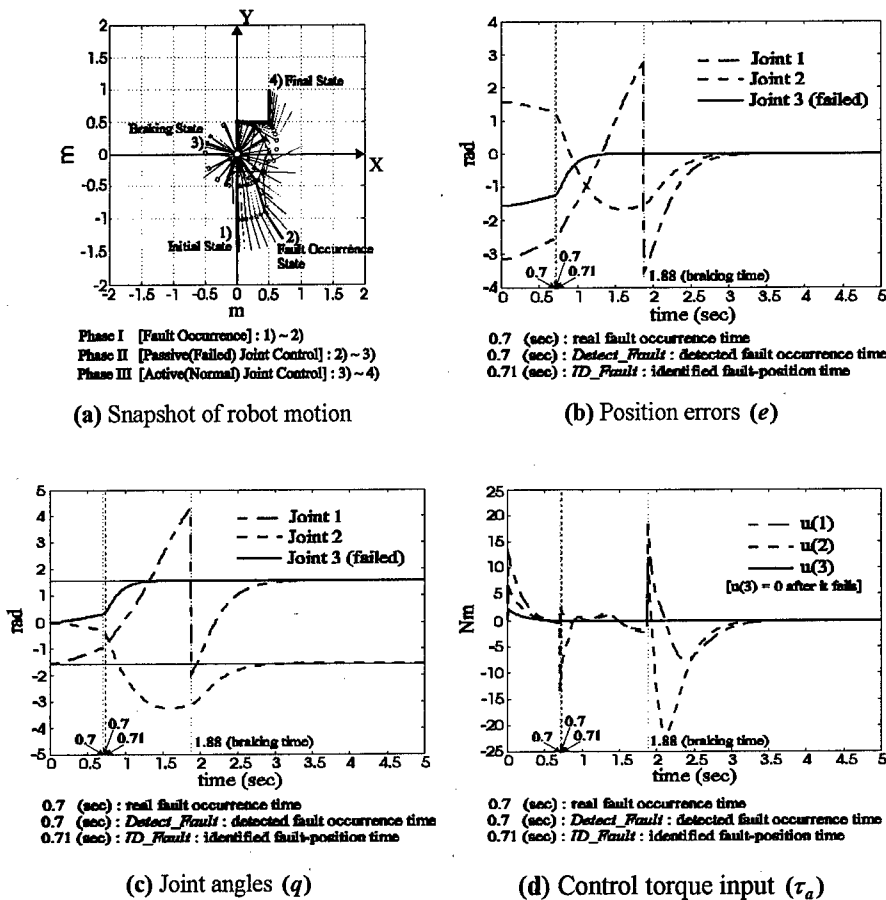 Y
2
1.5
1
0.5
0
-0.5
-1
-1.5
-2
m
4) Final State
Braking State
3)
X
1)
Initial State
2)
Fault Occurrence
State
-2 -1.5 -1 -0.5 0 0.5 1 1.5 2
m
Phase I [Fault Occurrence] : 1) ~ 2)
Phase II [Passive(Failed) Joint Control] : 2) ~ 3)
Phase III [Active(Normal) Joint Control] : 3) ~ 4)
(a) Snapshot of robot motion
4
3
2
1
0
-1
-2
-3
-4
rad
Joint 1
Joint 2
Joint 3 (failed)
0.7
0.7
0.71
1.88 (braking time)
0 0.5 1 1.5 2 2.5 3 3.5 4 4.5 5
time (sec)
0.7 (sec) : real fault occurrence time
0.7 (sec) : Detect_Fault : detected fault occurrence time
0.71 (sec) : ID_Fault : identified fault-position time
(b) Position errors (e)
5
4
3
2
1
0
-1
-2
-3
-4
-5
rad
Joint 1
Joint 2
Joint 3 (failed)
0.7
0.7
0.71
1.88 (braking time)
0 0.5 1 1.5 2 2.5 3 3.5 4 4.5 5
time (sec)
0.7 (sec) : real fault occurrence time
0.7 (sec) : Detect_Fault : detected fault occurrence time
0.71 (sec) : ID_Fault : identified fault-position time
(c) Joint angles (q)
25
20
15
10
5
0
-5
-10
-15
-20
-25
Nm
u(1)
u(2)
u(3)
[u(3) = 0 after it fails]
0.7
0.7
0.71
1.88 (braking time)
0 0.5 1 1.5 2 2.5 3 3.5 4 4.5 5
time (sec)
0.7 (sec) : real fault occurrence time
0.7 (sec) : Detect_Fault : detected fault occurrence time
0.71 (sec) : ID_Fault : identified fault-position time
(d) Control torque input (τa)